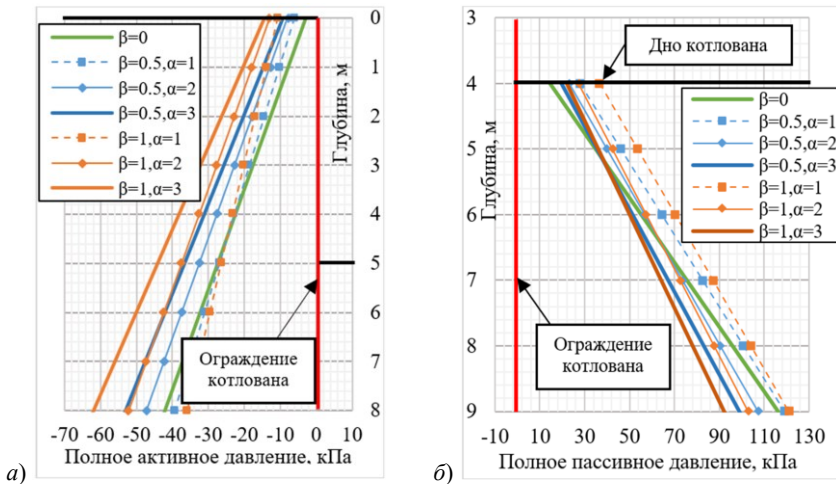 0
1
2
3
4
5
6
7
8
Глубина, м
β=0
β=0.5,α=1
β=0.5,α=2
β=0.5,α=3
β=1,α=1
β=1,α=2
β=1,α=3
Ограждение
котлована
-70 -60 -50 -40 -30 -20 -10 0 10
Полное активное давление, кПа
а)
3
4
5
6
7
8
9
Глубина, м
Дно котлована
β=0
β=0.5,α=1
β=0.5,α=2
β=0.5,α=3
β=1,α=1
β=1,α=2
β=1,α=3
Ограждение
котлована
-10 10 30 50 70 90 110 130
Полное пассивное давление, кПа
б)